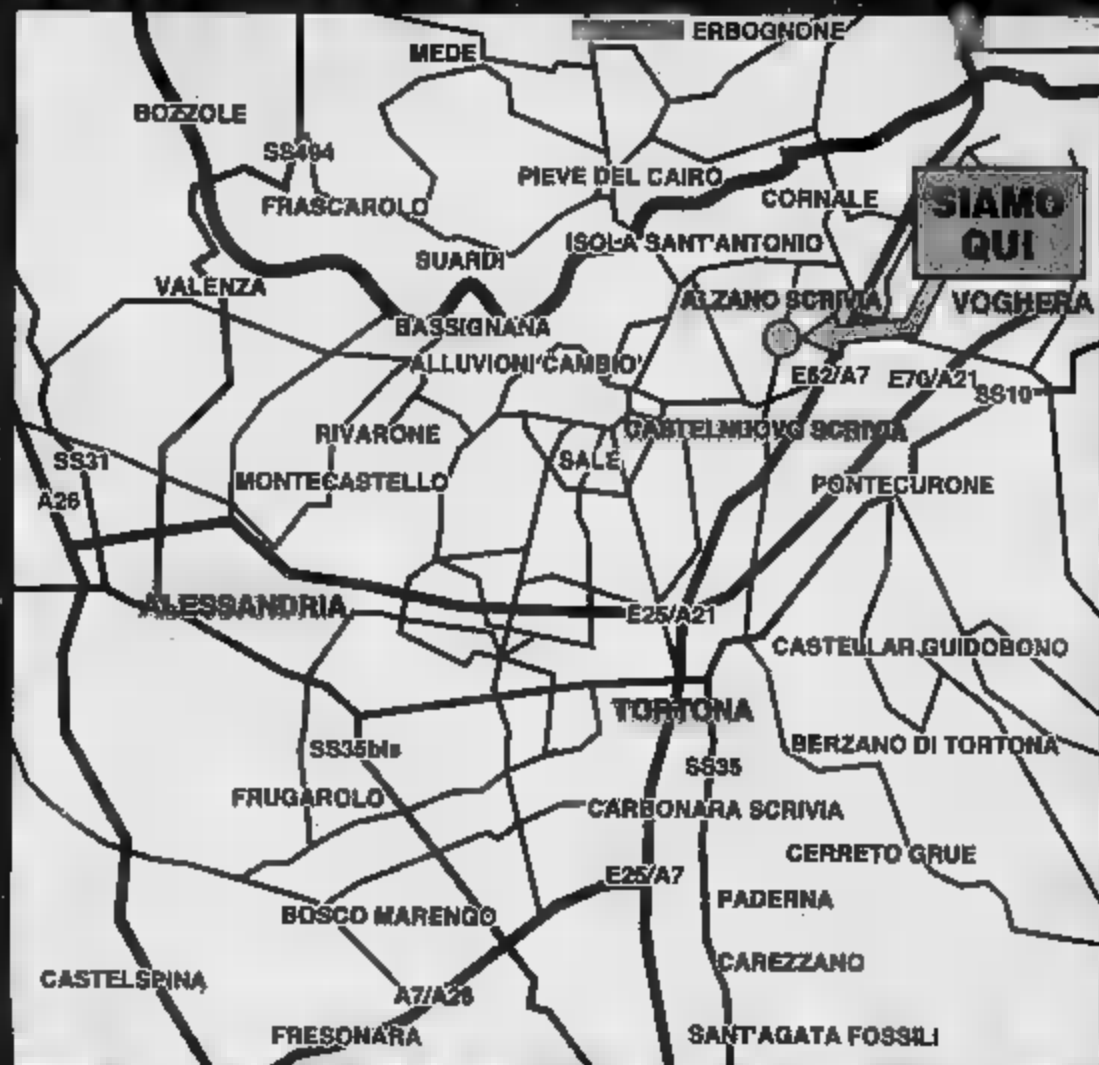 ERBOGNONE
MEDE
BOZZOLE
SS494
PIEVE DEL CAIRO
CORNALE
SIAMO
QUI
FRASCAROLO
ISOLA SANT'ANTONIO
SUARDI
VALENZA
ALZANO SCRIVIA
VOGHERA
BASSIGNANA
ALLUVIONI CAMBIO'
E62/A7
E70/A21
SS10
RIVARONE
CASTELNUOVO SCRIVIA
SS31
SALE
MONTECASTELLO
PONTECURONE
A26
ALESSANDRIA
E25/A21
CASTELLAR GUIDOBONO
TORTONA
SS35bis
BERZANO DI TORTONA
SS35
FRUGAROLO
CARBONARA SCRIVIA
CERRETO GRUE
E25/A7
PADERNA
BOSCO MARENGO
CAREZZANO
CASTELSPINA
A7/A26
FRESONARA
SANT'AGATA FOSSILI